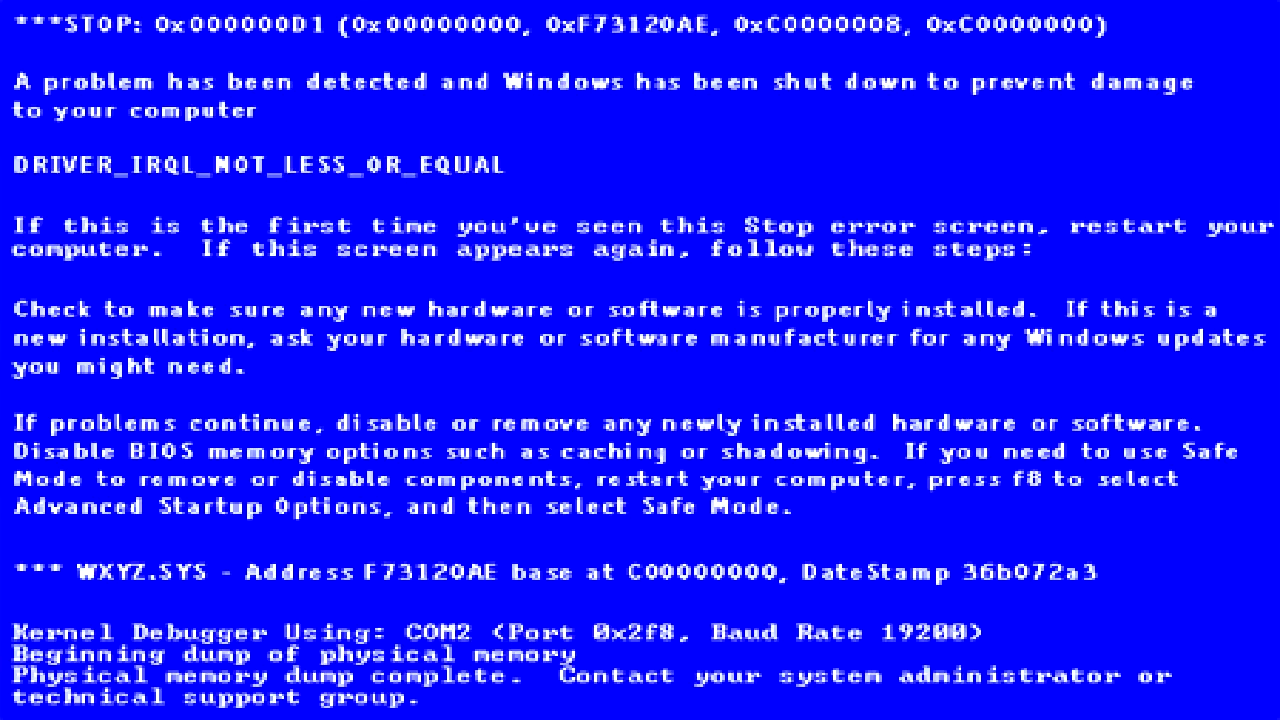 ***STOP: 0x000000D1 (0x00000000, 0xF73120AE, 0xC0000008, 0xC0000000)
A problem has been detected and Windows has been shut down to prevent damage
to your computer
DRIVER_IRQL_NOT_LESS_OR_EQUAL
If this is the first time you've seen this Stop error screen, restart your
computer. If this screen appears again, follow these steps:
Check to make sure any new hardware or software is properly installed. If this is a
new installation, ask your hardware or software manufacturer for any Windows updates
you might need.
If problems continue, disable or remove any newly installed hardware or software.
Disable BIOS memory options such as caching or shadowing. If you need to use Safe
Mode to remove or disable components, restart your computer, press f8 to select
Advanced Startup Options, and then select Safe Mode.
*** WXYZ.SYS - Address F73120AE base at C00000000, DateStamp 36b072a3
Kernel Debugger Using: COM2 (Port 0x2f8, Baud Rate 19200)
Beginning dump of physical memory
Physical memory dump complete. Contact your system administrator or
technical support group.